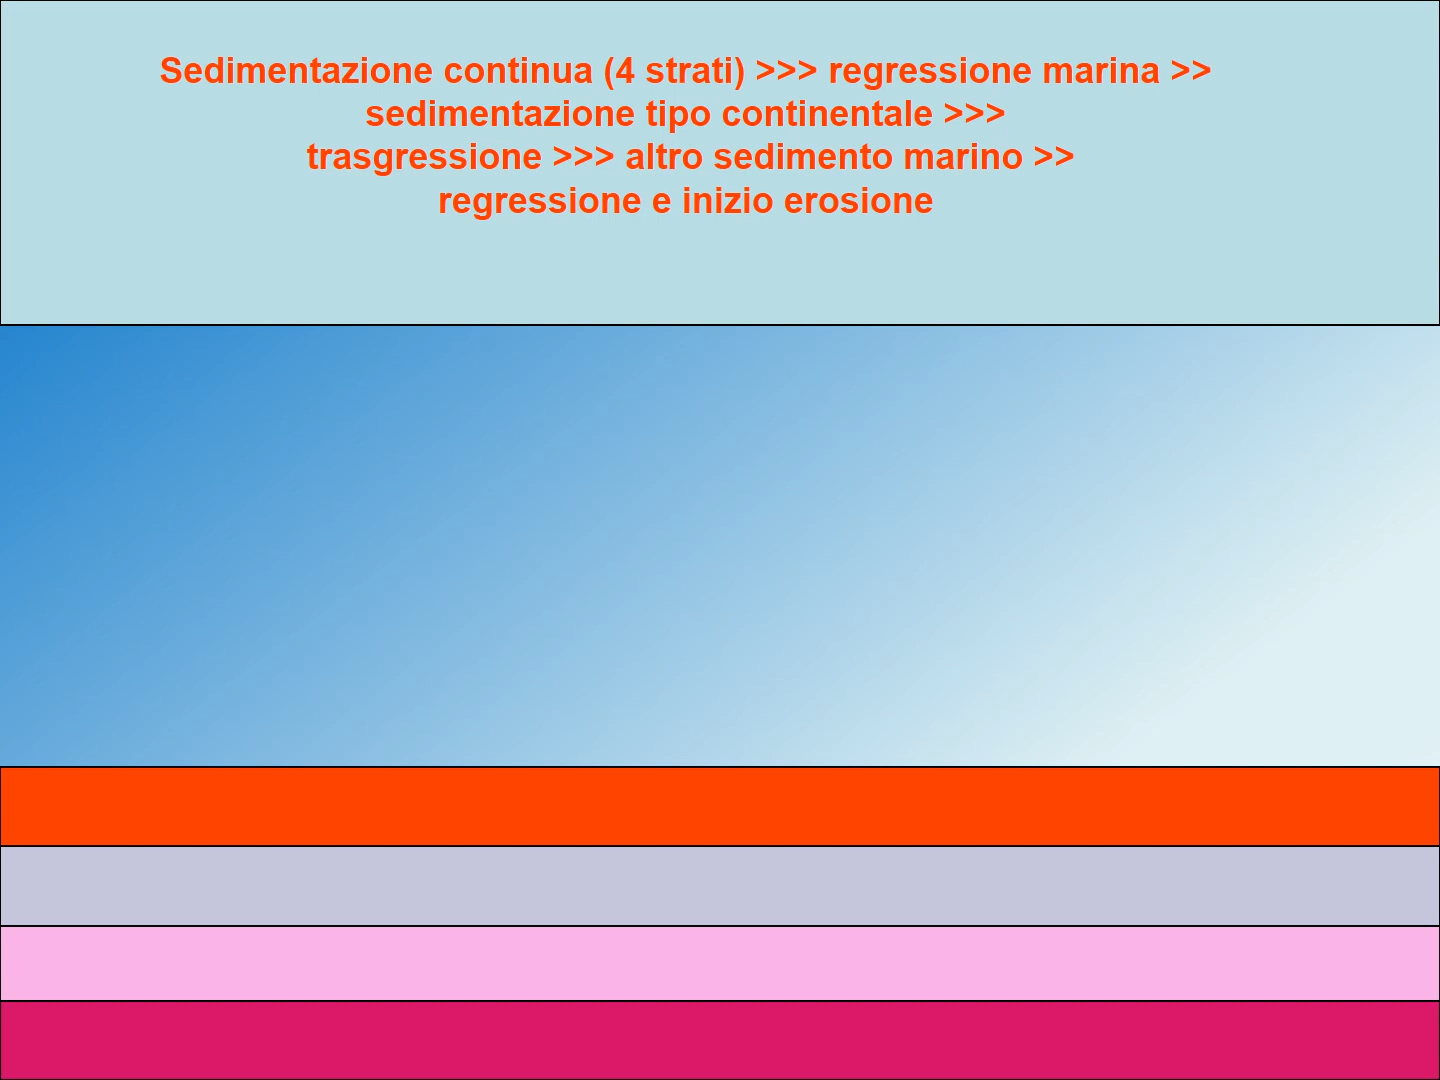 Sedimentazione continua (4 strati) >>> regressione marina >>
sedimentazione tipo continentale >>>
trasgressione >>> altro sedimento marino >>
regressione e inizio erosione